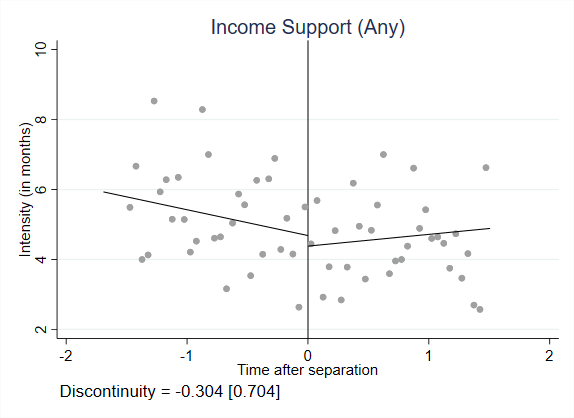 Income Support (Any)
Intensity (in months)
10
8
6
4
2
-2 -1 0 1 2
Time after separation
Discontinuity = -0.304 [0.704]